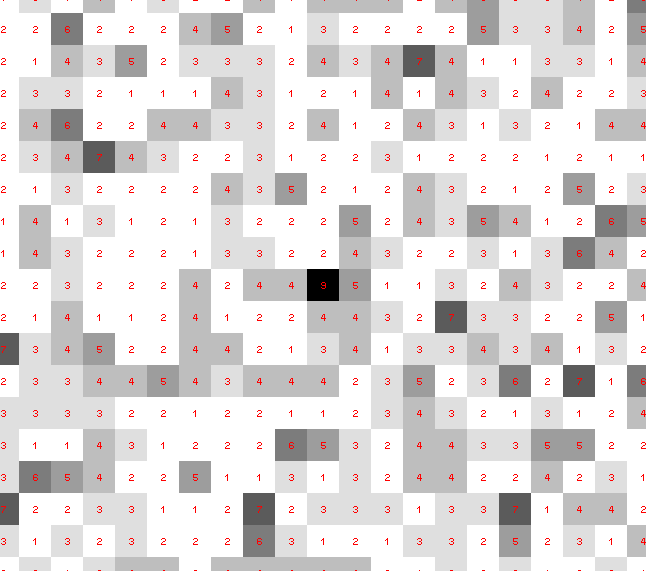 2 2 6 2 2 2 4 5 2 1 3 2 2 2 2 5 3 3 4 2 5
2 1 4 3 5 2 3 3 3 2 4 3 4 7 4 1 1 3 3 1 4
2 3 3 2 1 1 1 4 3 1 2 1 4 1 4 3 2 4 2 2 3
2 4 6 2 2 4 4 3 3 2 4 1 2 4 3 1 3 2 1 4 4
2 3 4 7 4 3 2 2 3 1 2 2 3 1 2 2 2 1 2 1 1
2 1 3 2 2 2 2 4 3 5 2 1 2 4 3 2 1 2 5 2 3
1 4 1 3 1 2 1 3 2 2 2 5 2 4 3 5 4 1 2 6 5
1 4 3 2 2 2 1 3 3 2 2 4 3 2 2 3 1 3 6 4 2
2 2 3 2 2 2 4 2 4 4 9 5 1 1 3 2 4 3 2 2 4
2 1 4 1 1 2 4 1 2 2 4 4 3 2 7 3 3 2 2 5 1
7 3 4 5 2 2 4 4 2 1 3 4 1 3 3 4 3 4 1 3 2
2 3 3 4 4 5 4 3 4 4 4 2 3 5 2 3 6 2 7 1 6
3 3 3 3 2 2 1 2 2 1 1 2 3 4 3 2 1 3 1 2 4
3 1 1 4 3 1 2 2 2 6 5 3 2 4 4 3 3 5 5 2 2
3 6 5 4 2 2 5 1 1 3 1 3 2 4 4 2 2 4 2 3 1
7 2 2 3 3 1 1 2 7 2 3 3 3 1 3 3 7 1 4 4 2
3 1 3 2 3 2 2 2 6 3 1 2 1 3 3 2 5 2 3 1 4